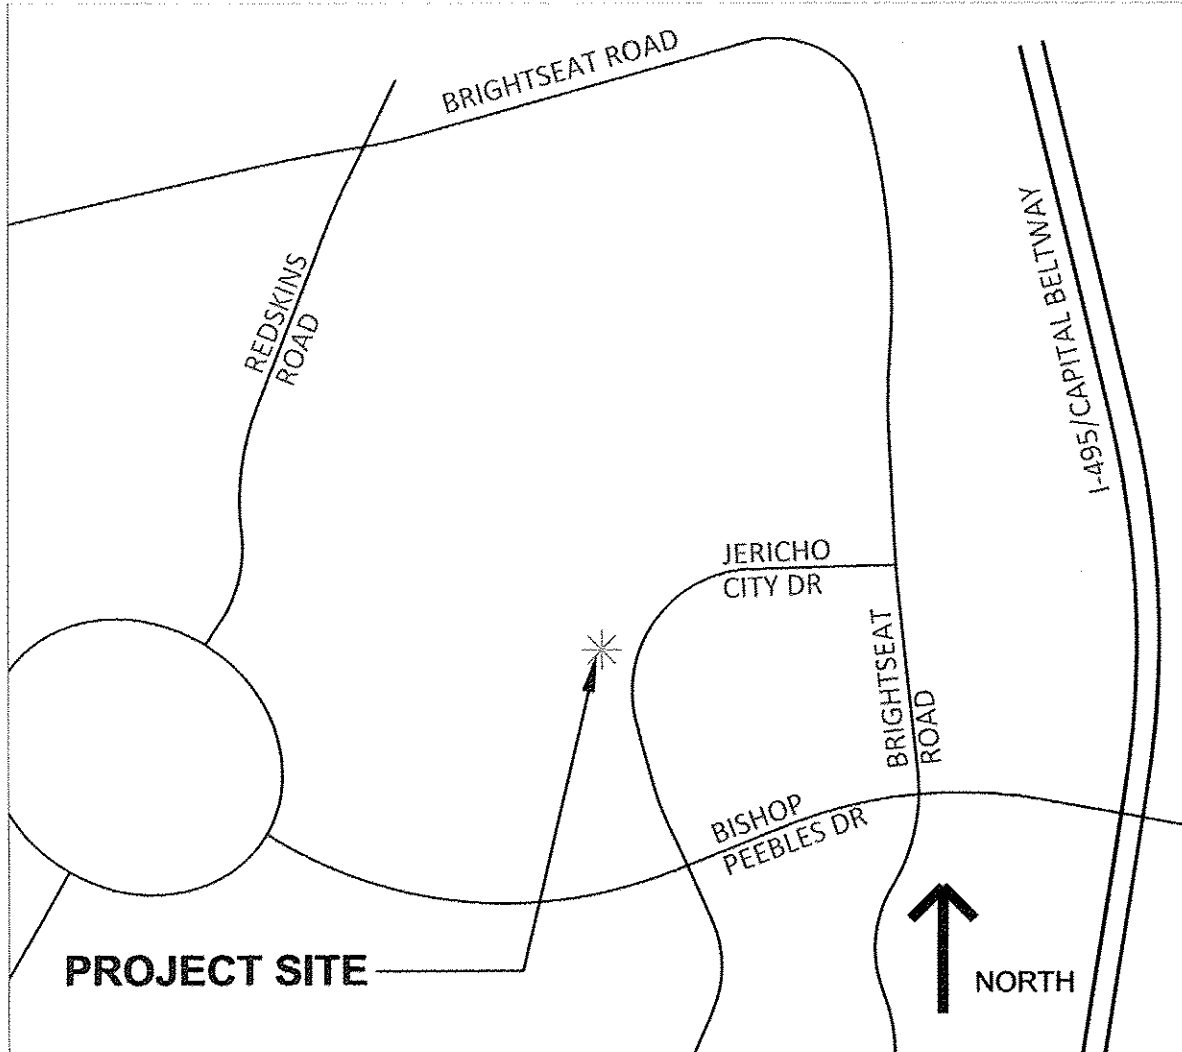 BRIGHTSEAT ROAD
I-495/CAPITAL BELTWAY
REDSKINS
ROAD
JERICHO
CITY DR
BRIGHTSEAT
ROAD
BISHOP
PEEBLES DR
PROJECT SITE
NORTH